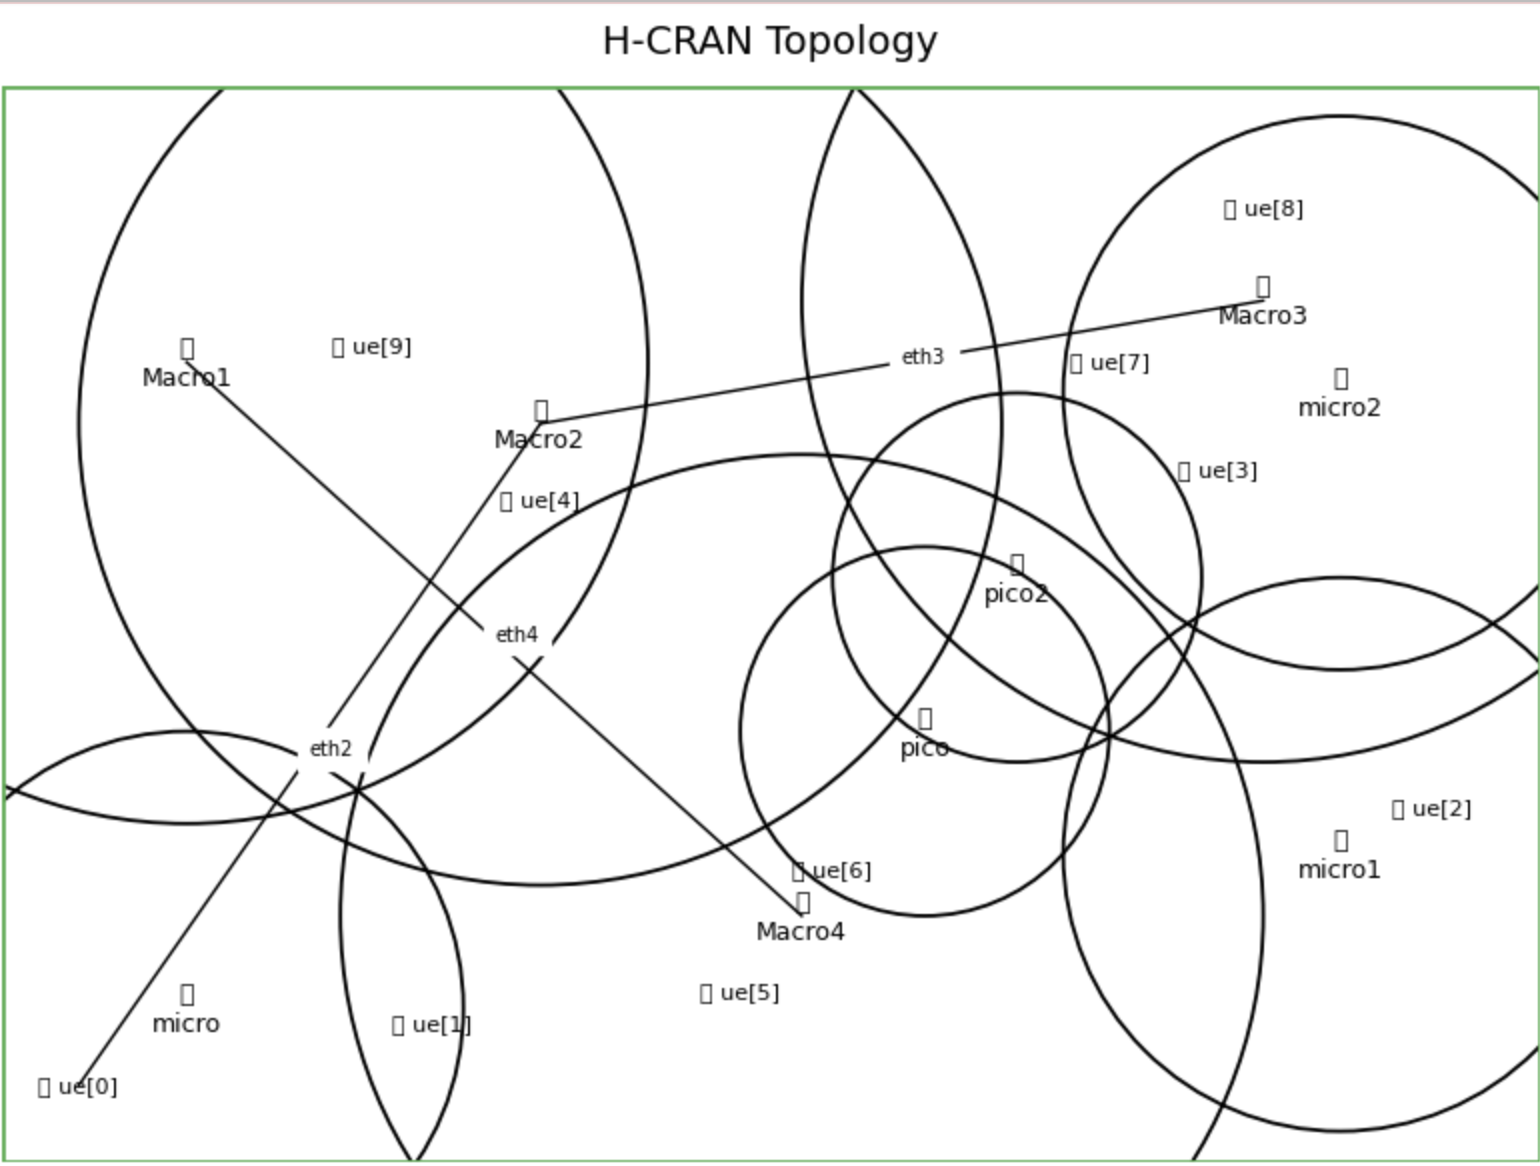 H-CRAN Topology
ue[8]
Macro3
ue[9]
Macro1
eth3
ue[7]
micro2
Macro2
ue[3]
ue[4]
pico2
eth4
eth2
pico
ue[2]
micro1
ue[6]
Macro4
ue[5]
micro
ue[1]
ue[0]